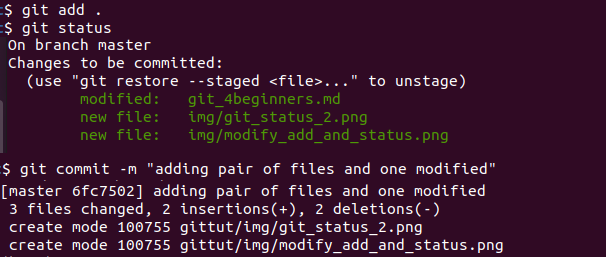 $ git add .
$ git status
On branch master
Changes to be committed:
  (use "git restore --staged <file>..." to unstage)
        modified:   git_4beginners.md
        new file:   img/git_status_2.png
        new file:   img/modify_add_and_status.png
$ git commit -m "adding pair of files and one modified"
[master 6fc7502] adding pair of files and one modified
 3 files changed, 2 insertions(+), 2 deletions(-)
 create mode 100755 gittut/img/git_status_2.png
 create mode 100755 gittut/img/modify_add_and_status.png